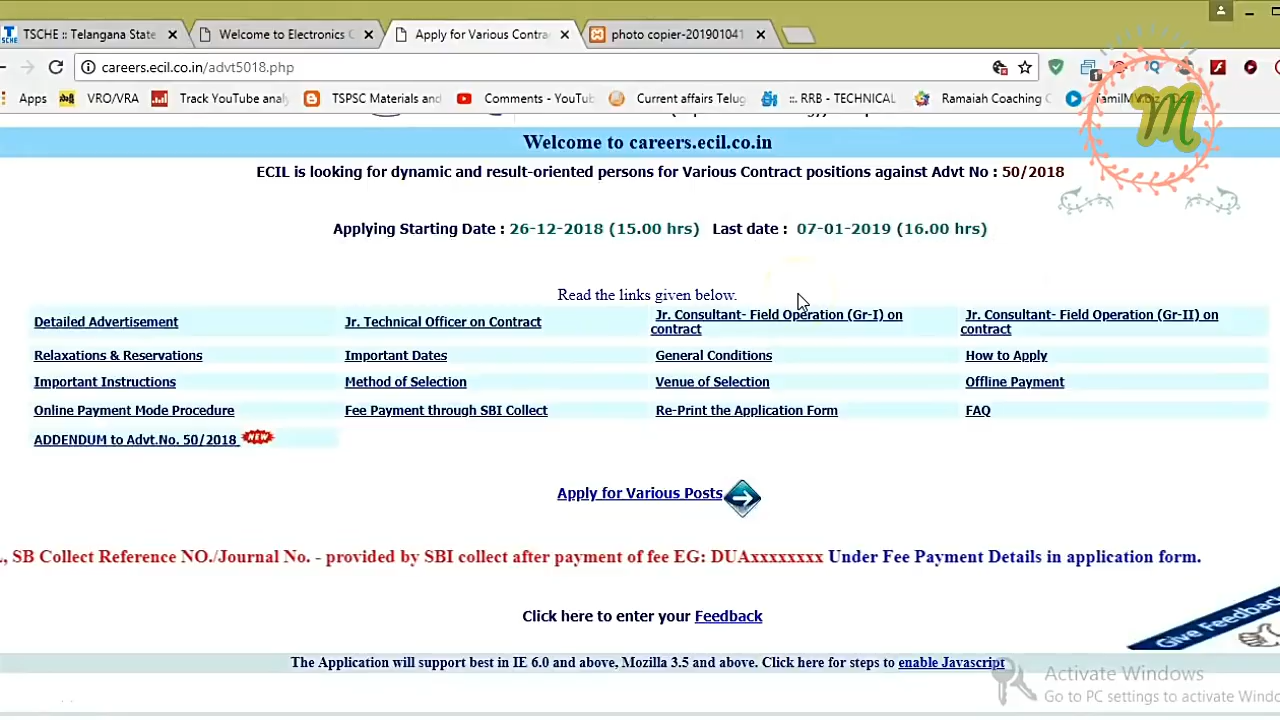 TSCHE :: Telangana State
Welcome to Electronics C
Apply for Various Contra
photo copier-201901041
careers.ecil.co.in/advt5018.php
Apps
VRO/VRA
Track YouTube anal
TSPSC Materials and
Comments - YouTu
Current affairs Telug
::. RRB - TECHNICAL
Ramaiah Coaching C
M
Welcome to careers.ecil.co.in
ECIL is looking for dynamic and result-oriented persons for Various Contract positions against Advt No : 50/2018
Applying Starting Date : 26-12-2018 (15.00 hrs) Last date : 07-01-2019 (16.00 hrs)
Read the links given below.
Detailed Advertisement
Jr. Technical Officer on Contract
Jr. Consultant- Field Operation (Gr-I) on
contract
Jr. Consultant- Field Operation (Gr-II) on
contract
Relaxations & Reservations
Important Dates
General Conditions
How to Apply
Important Instructions
Method of Selection
Venue of Selection
Offline Payment
Online Payment Mode Procedure
Fee Payment through SBI Collect
Re-Print the Application Form
FAQ
ADDENDUM to Advt.No. 50/2018 NEW
Apply for Various Posts
, SB Collect Reference NO./Journal No. - provided by SBI collect after payment of fee EG: DUAxxxxxxxx Under Fee Payment Details in application form.
Click here to enter your Feedback
Give Feedback
The Application will support best in IE 6.0 and above, Mozilla 3.5 and above. Click here for steps to enable Javascript
Activate Windows
Go to PC settings to activate Win